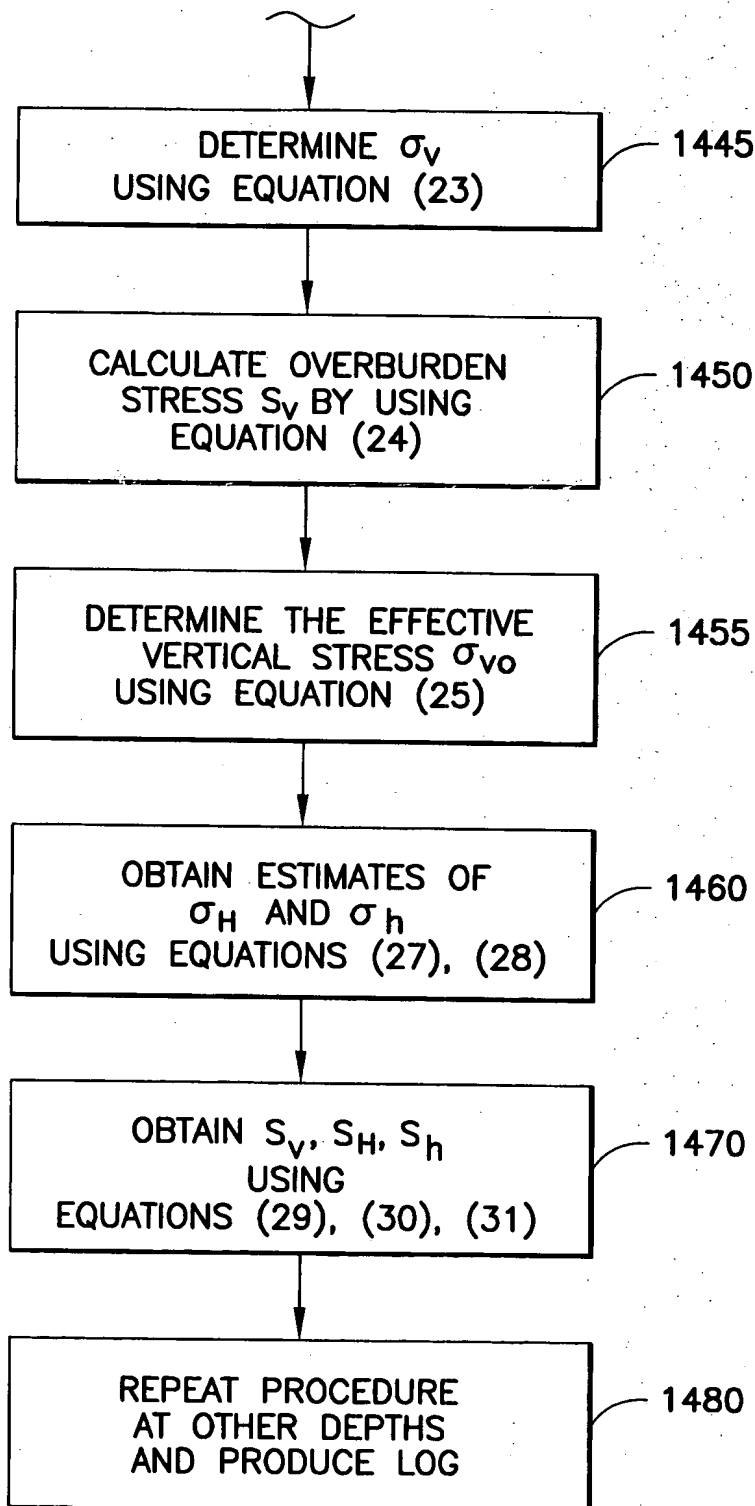 DETERMINE σV
USING EQUATION (23)
1445
CALCULATE OVERBURDEN
STRESS SV BY USING
EQUATION (24)
1450
DETERMINE THE EFFECTIVE
VERTICAL STRESS σVO
USING EQUATION (25)
1455
OBTAIN ESTIMATES OF
σH AND σh
USING EQUATIONS (27), (28)
1460
OBTAIN SV, SH, Sh
USING
EQUATIONS (29), (30), (31)
1470
REPEAT PROCEDURE
AT OTHER DEPTHS
AND PRODUCE LOG
1480